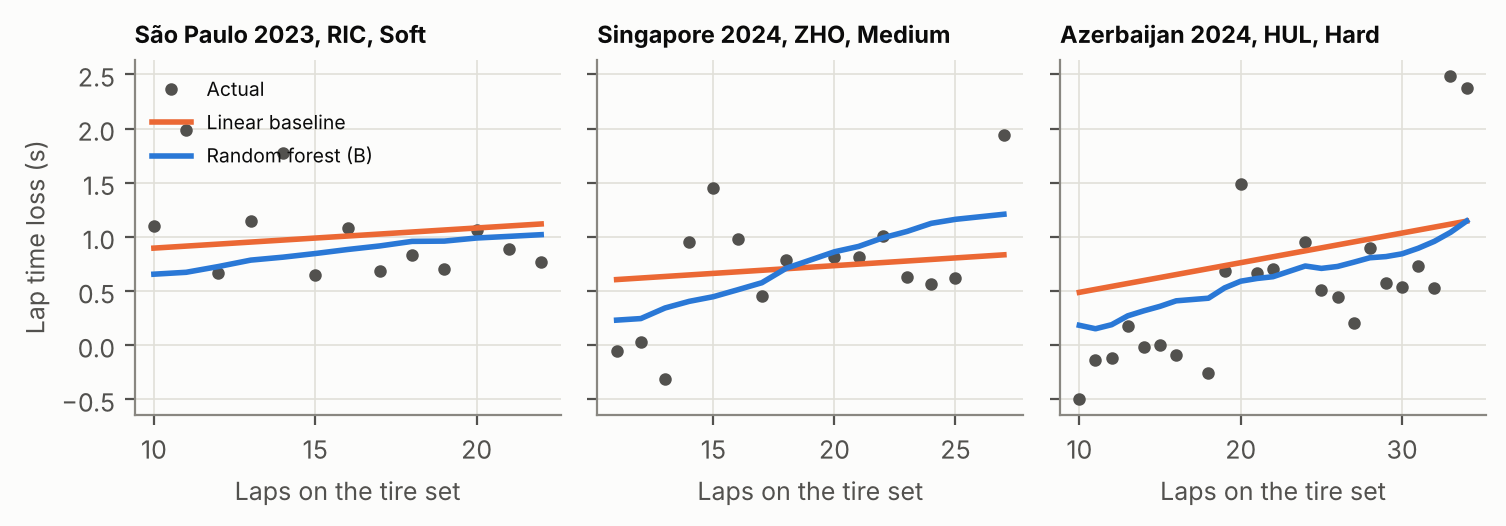 São Paulo 2023, RIC, Soft
Singapore 2024, ZHO, Medium
Azerbaijan 2024, HUL, Hard
Actual
Linear baseline
Random forest (B)
Lap time loss (s)
2.5
2.0
1.5
1.0
0.5
0.0
−0.5
10 15 20
15 20 25
10 20 30
Laps on the tire set
Laps on the tire set
Laps on the tire set